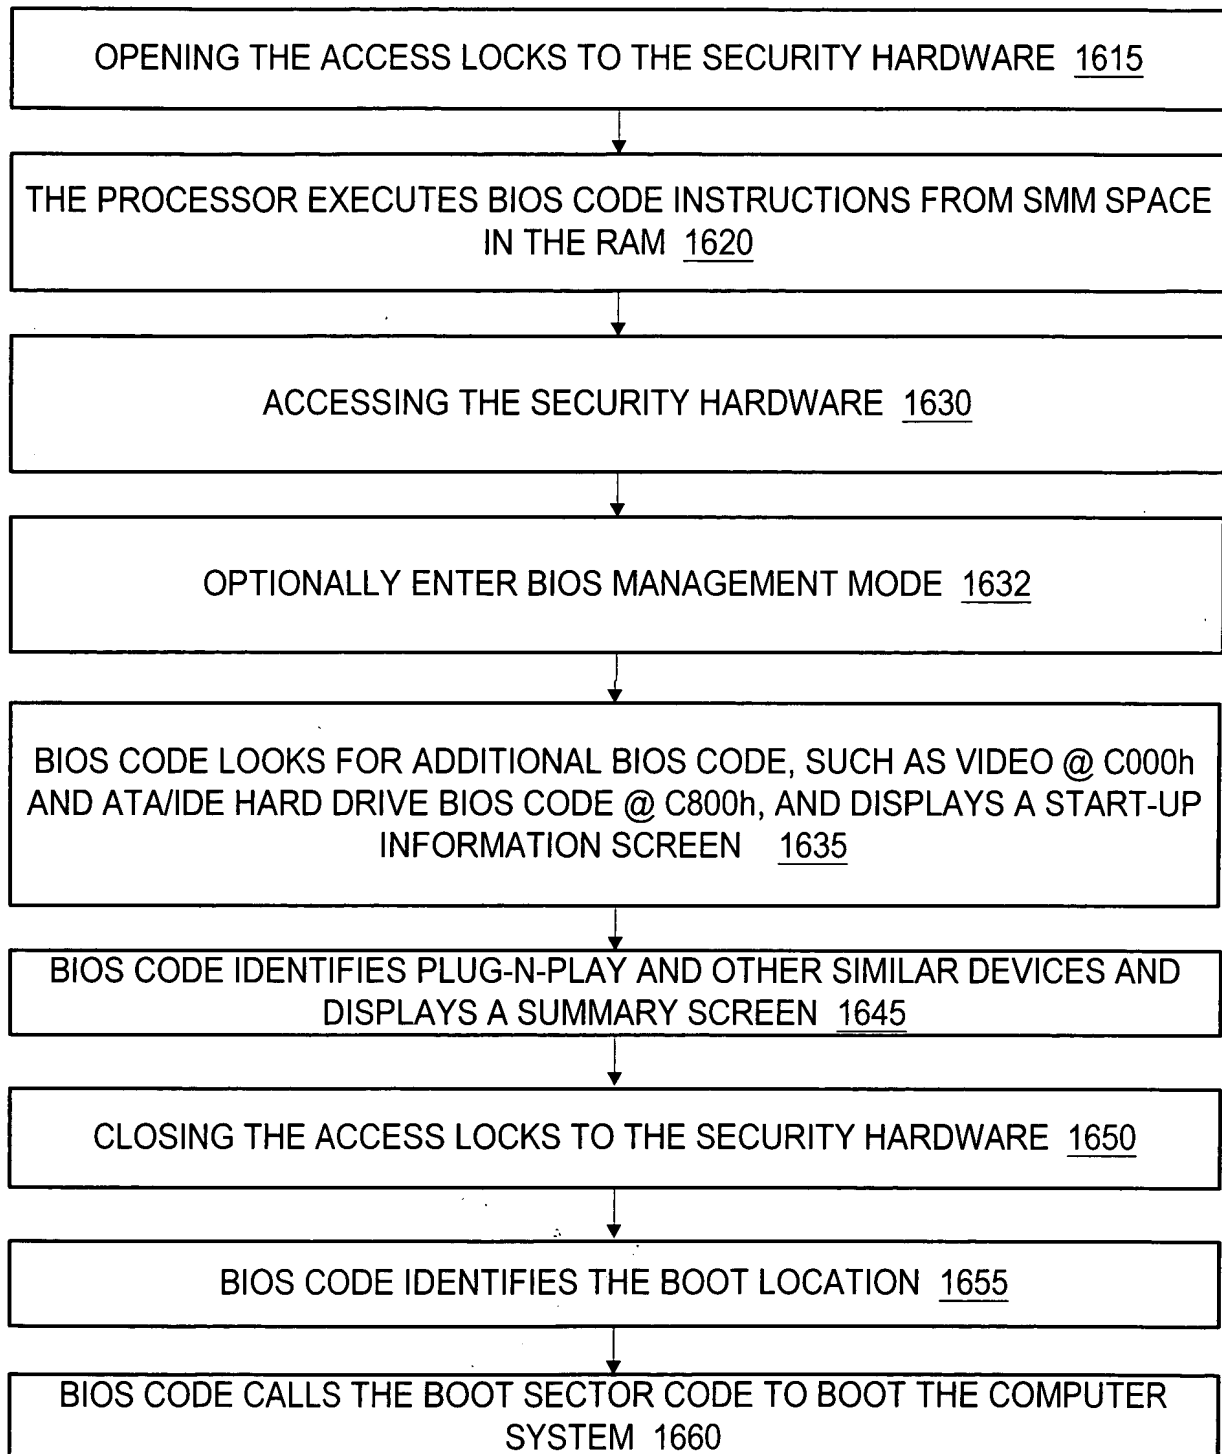 OPENING THE ACCESS LOCKS TO THE SECURITY HARDWARE 1615
THE PROCESSOR EXECUTES BIOS CODE INSTRUCTIONS FROM SMM SPACE
IN THE RAM 1620
ACCESSING THE SECURITY HARDWARE 1630
OPTIONALLY ENTER BIOS MANAGEMENT MODE 1632
BIOS CODE LOOKS FOR ADDITIONAL BIOS CODE, SUCH AS VIDEO @ C000h
AND ATA/IDE HARD DRIVE BIOS CODE @ C800h, AND DISPLAYS A START-UP
INFORMATION SCREEN 1635
BIOS CODE IDENTIFIES PLUG-N-PLAY AND OTHER SIMILAR DEVICES AND
DISPLAYS A SUMMARY SCREEN 1645
CLOSING THE ACCESS LOCKS TO THE SECURITY HARDWARE 1650
BIOS CODE IDENTIFIES THE BOOT LOCATION 1655
BIOS CODE CALLS THE BOOT SECTOR CODE TO BOOT THE COMPUTER
SYSTEM 1660